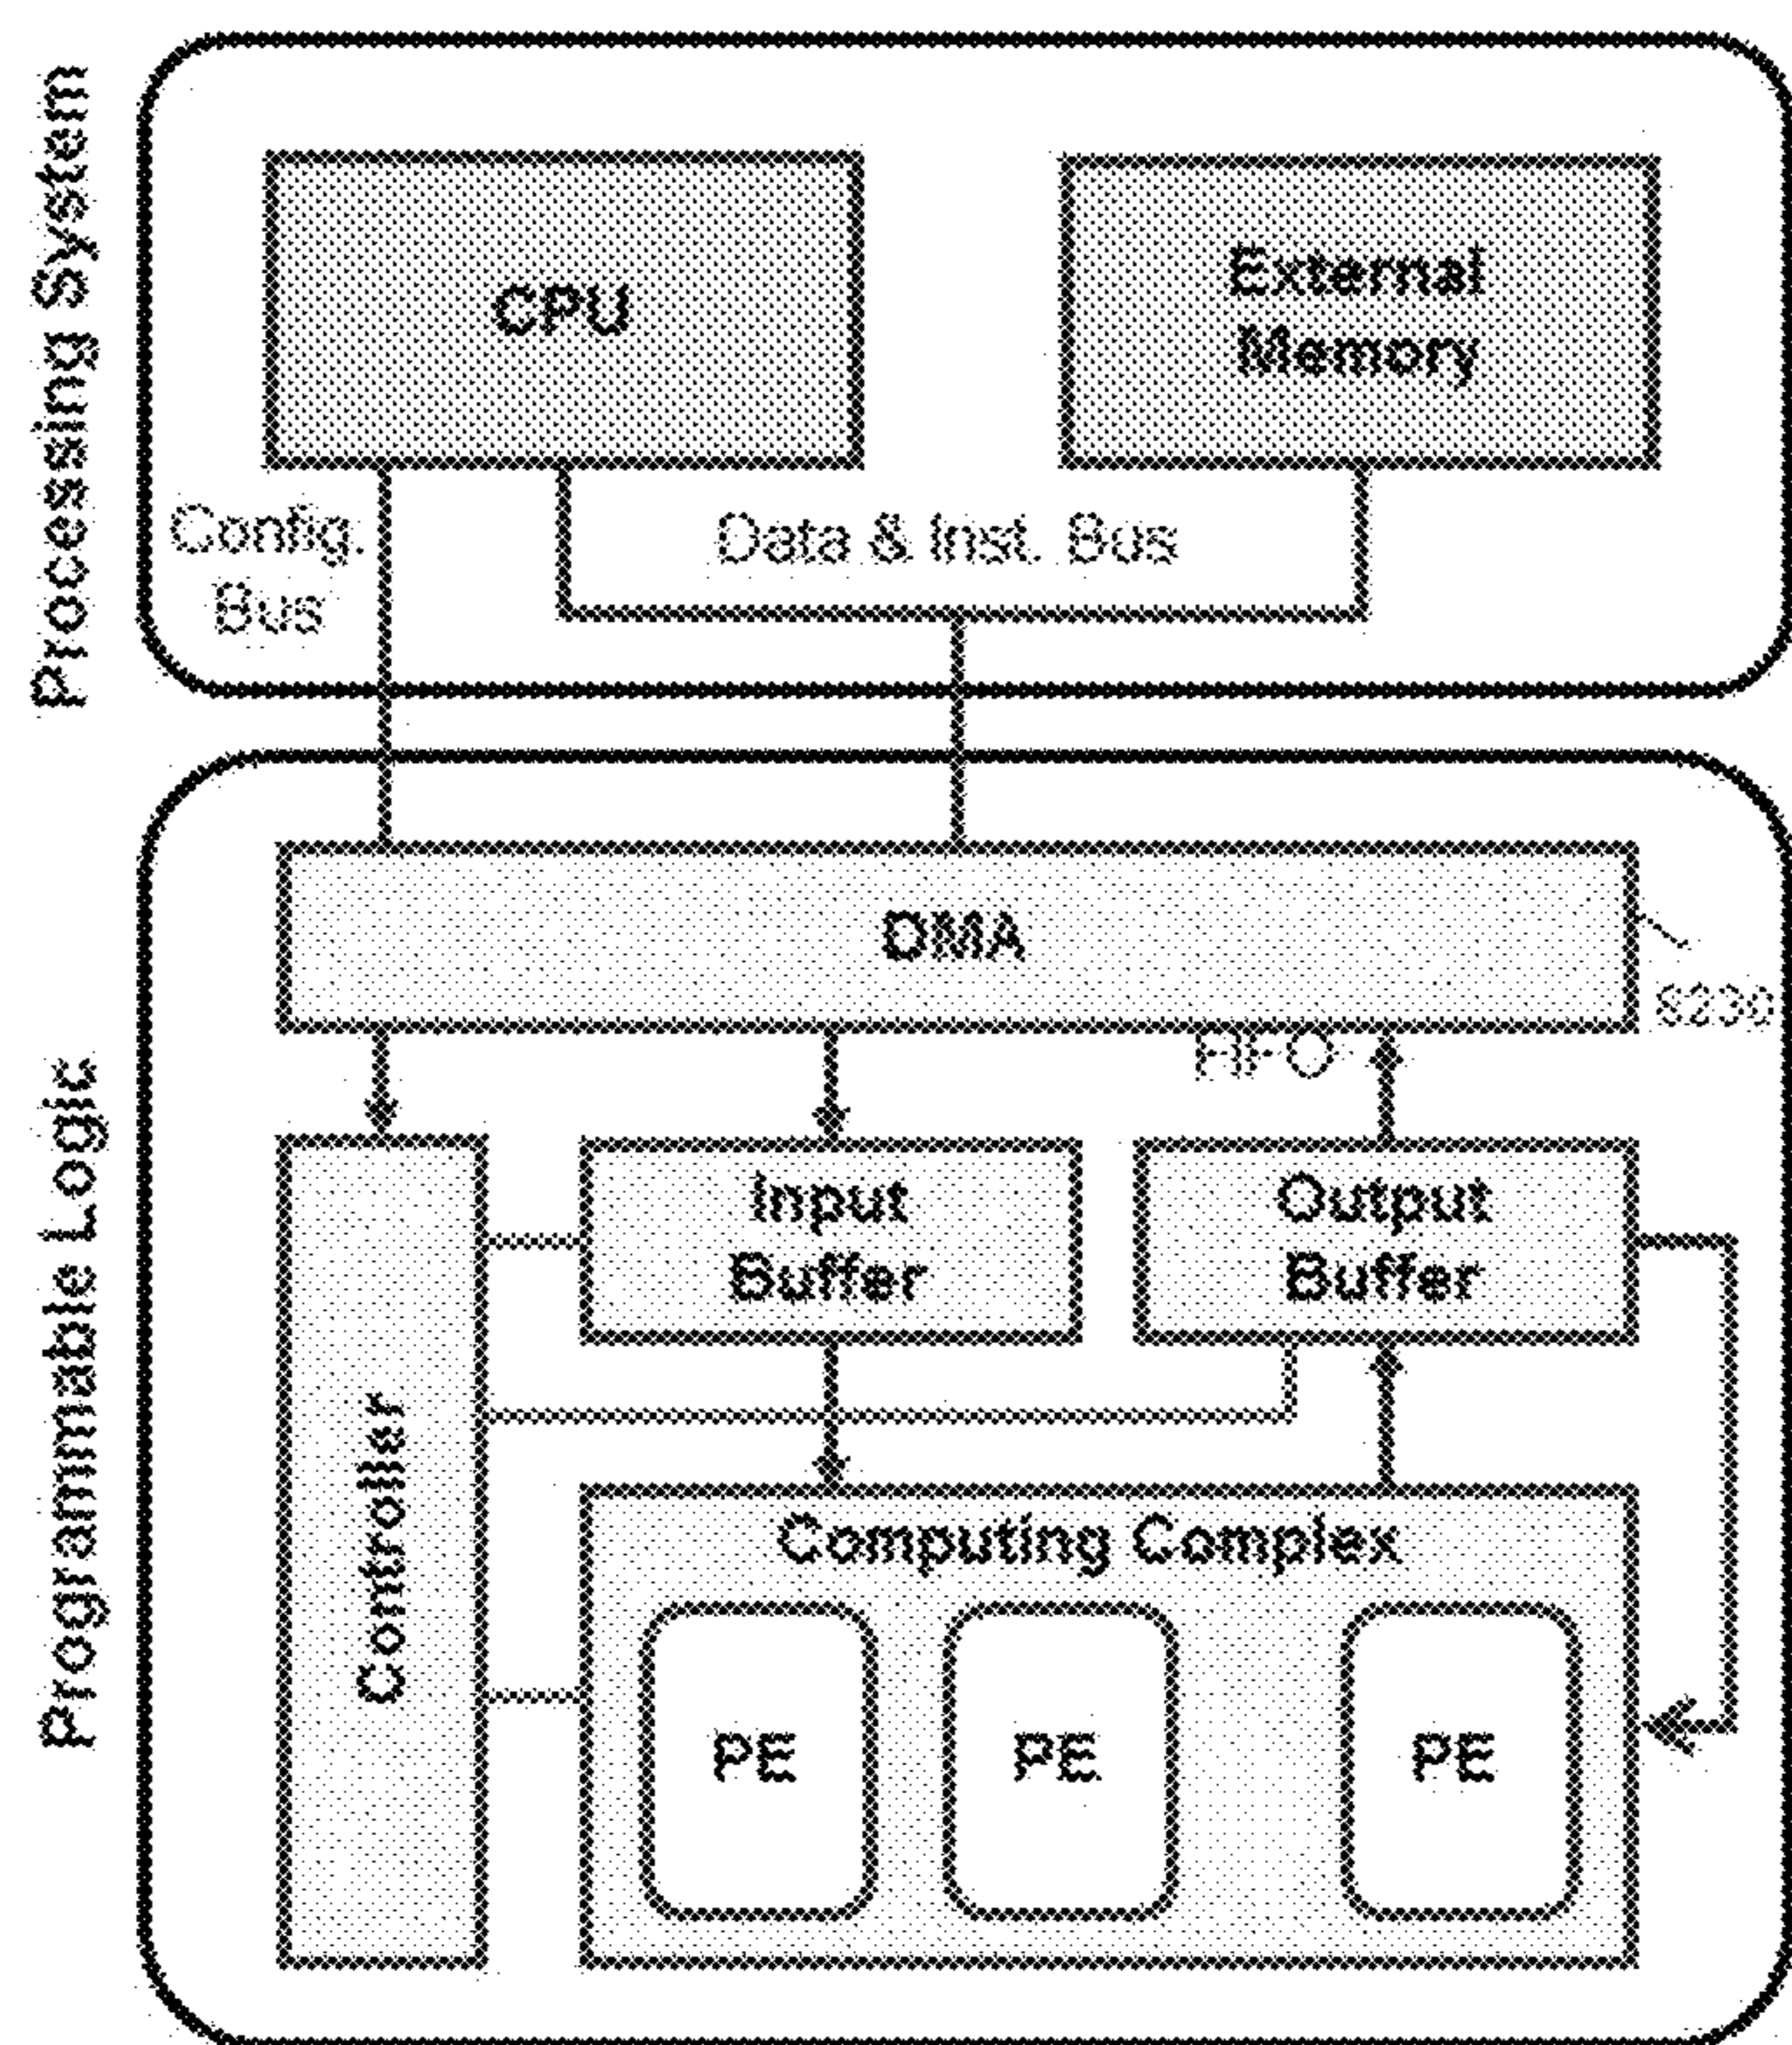 Processing System
CPU
External
Memory
Config.
Bus
Data & Inst. Bus
Programmable Logic
DMA
8230
FIFO
Input
Buffer
Output
Buffer
Controller
Computing Complex
PE
PE
PE